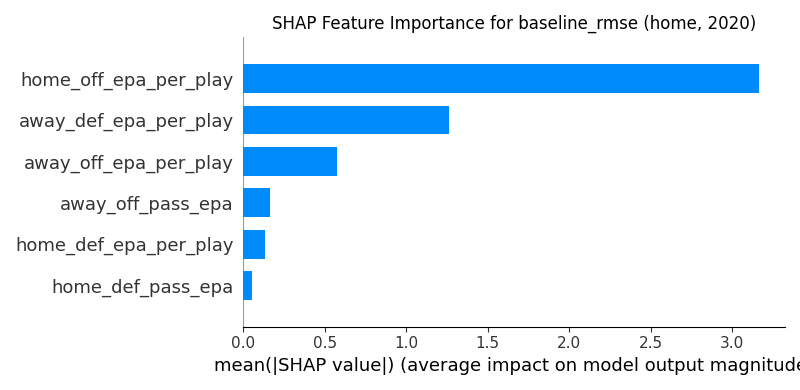 SHAP Feature Importance for baseline_rmse (home, 2020)
home_off_epa_per_play
away_def_epa_per_play
away_off_epa_per_play
away_off_pass_epa
home_def_epa_per_play
home_def_pass_epa
0.0 0.5 1.0 1.5 2.0 2.5 3.0
mean(|SHAP value|) (average impact on model output magnitude